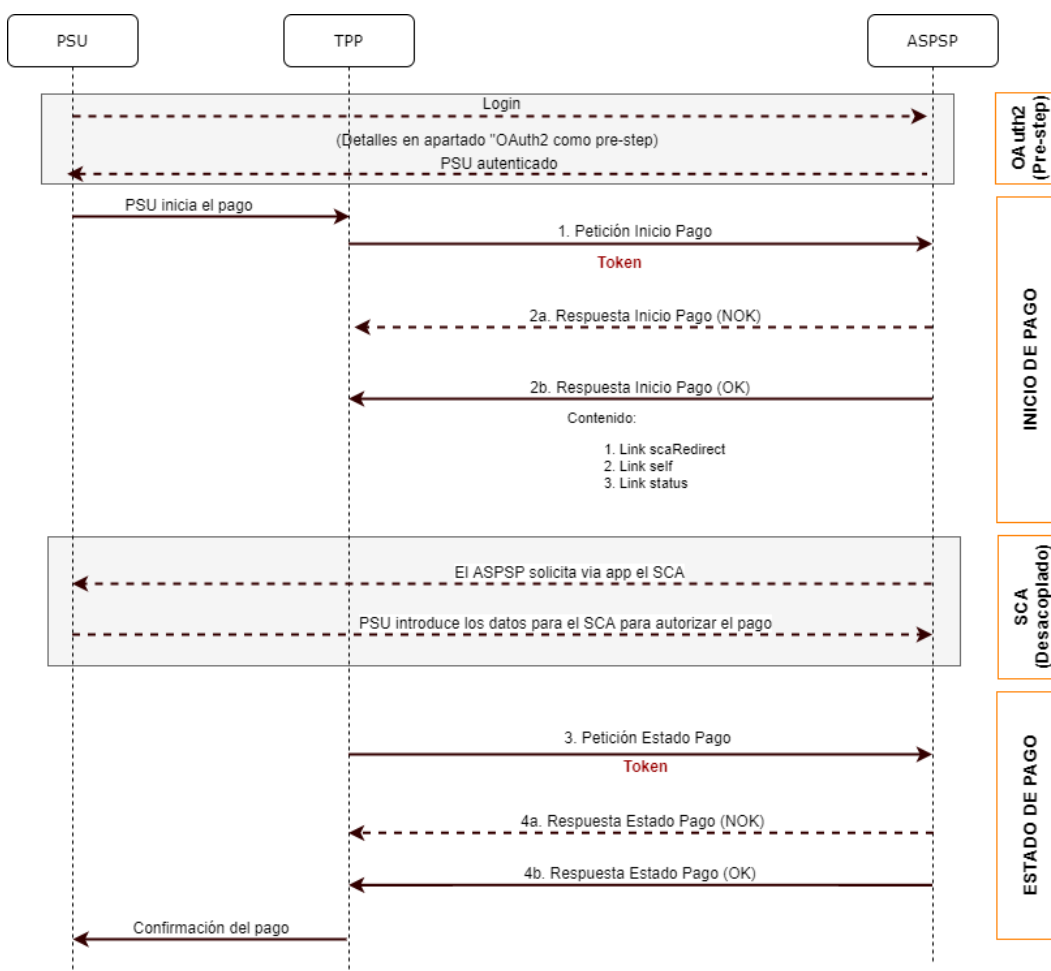 PSU
TPP
ASPSP
Login
(Detalles en apartado "OAuth2 como pre-step)
PSU autenticado
OAuth2
(Pre-step)
PSU inicia el pago
1. Petición Inicio Pago
Token
2a. Respuesta Inicio Pago (NOK)
2b. Respuesta Inicio Pago (OK)
Contenido:
1. Link scaRedirect
2. Link self
3. Link status
INICIO DE PAGO
El ASPSP solicita via app el SCA
PSU introduce los datos para el SCA para autorizar el pago
SCA
(Desacoplado)
3. Petición Estado Pago
Token
4a. Respuesta Estado Pago (NOK)
4b. Respuesta Estado Pago (OK)
Confirmación del pago
ESTADO DE PAGO